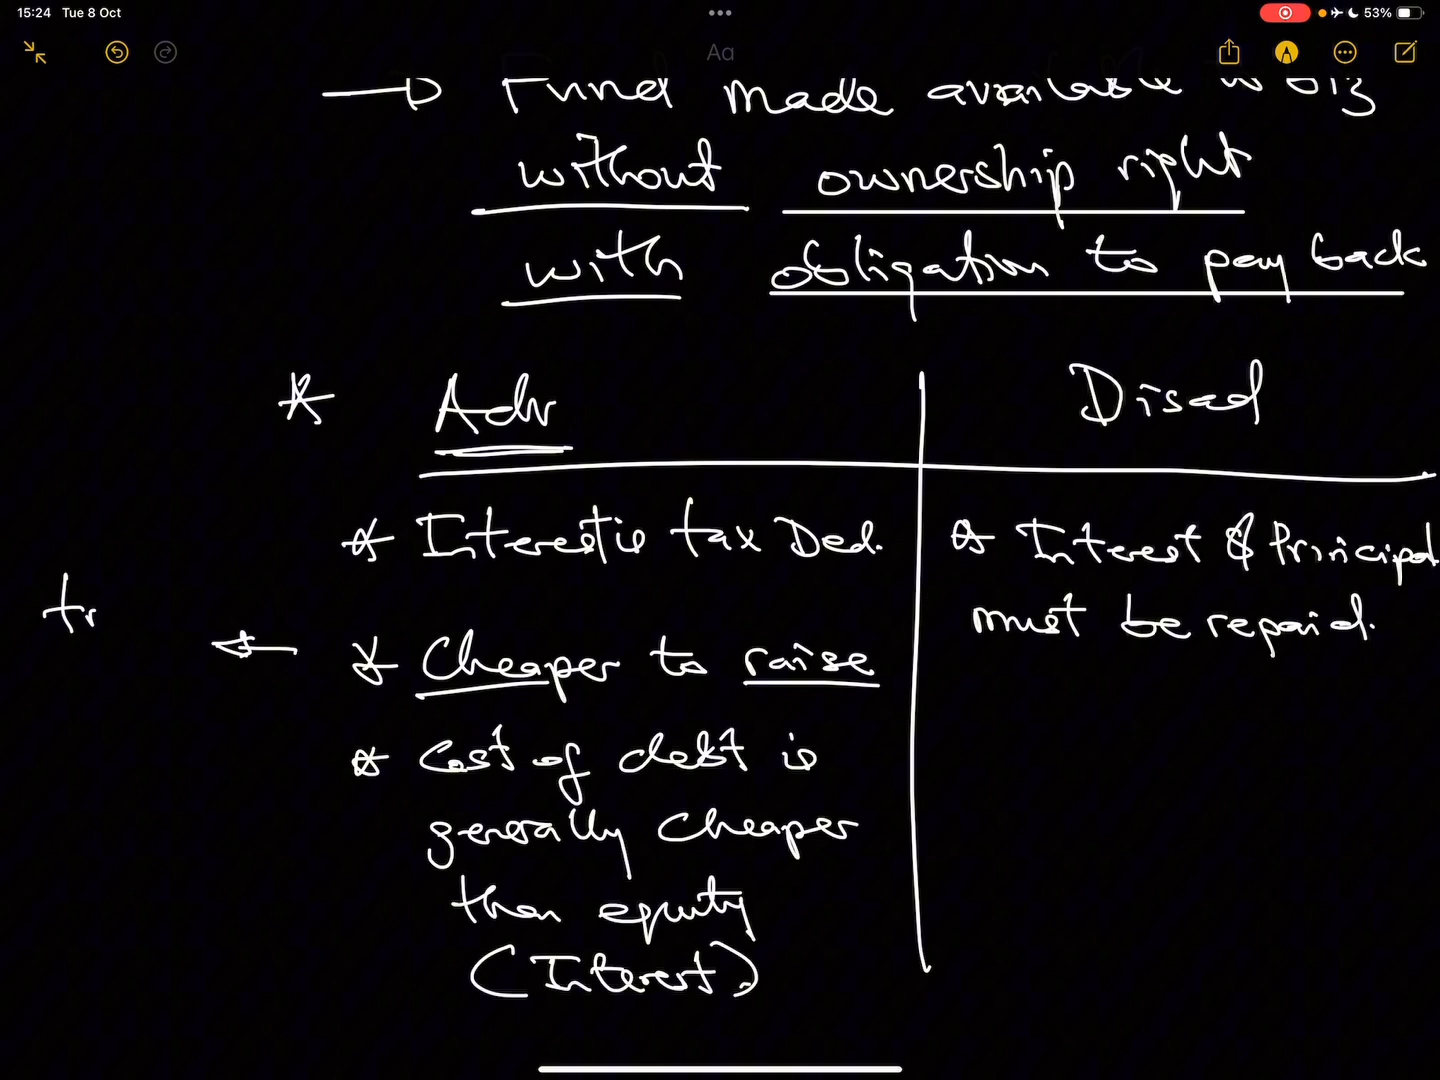 15:24 Tue 8 Oct
53%
Aa
Fund made available to biz
without ownership right
with obligation to pay back
Adv
Disad
Interest is tax Ded.
Interest & Principal
must be repaid.
tr
Cheaper to raise
Cost of debt is
generally cheaper
than equity
(Interest)